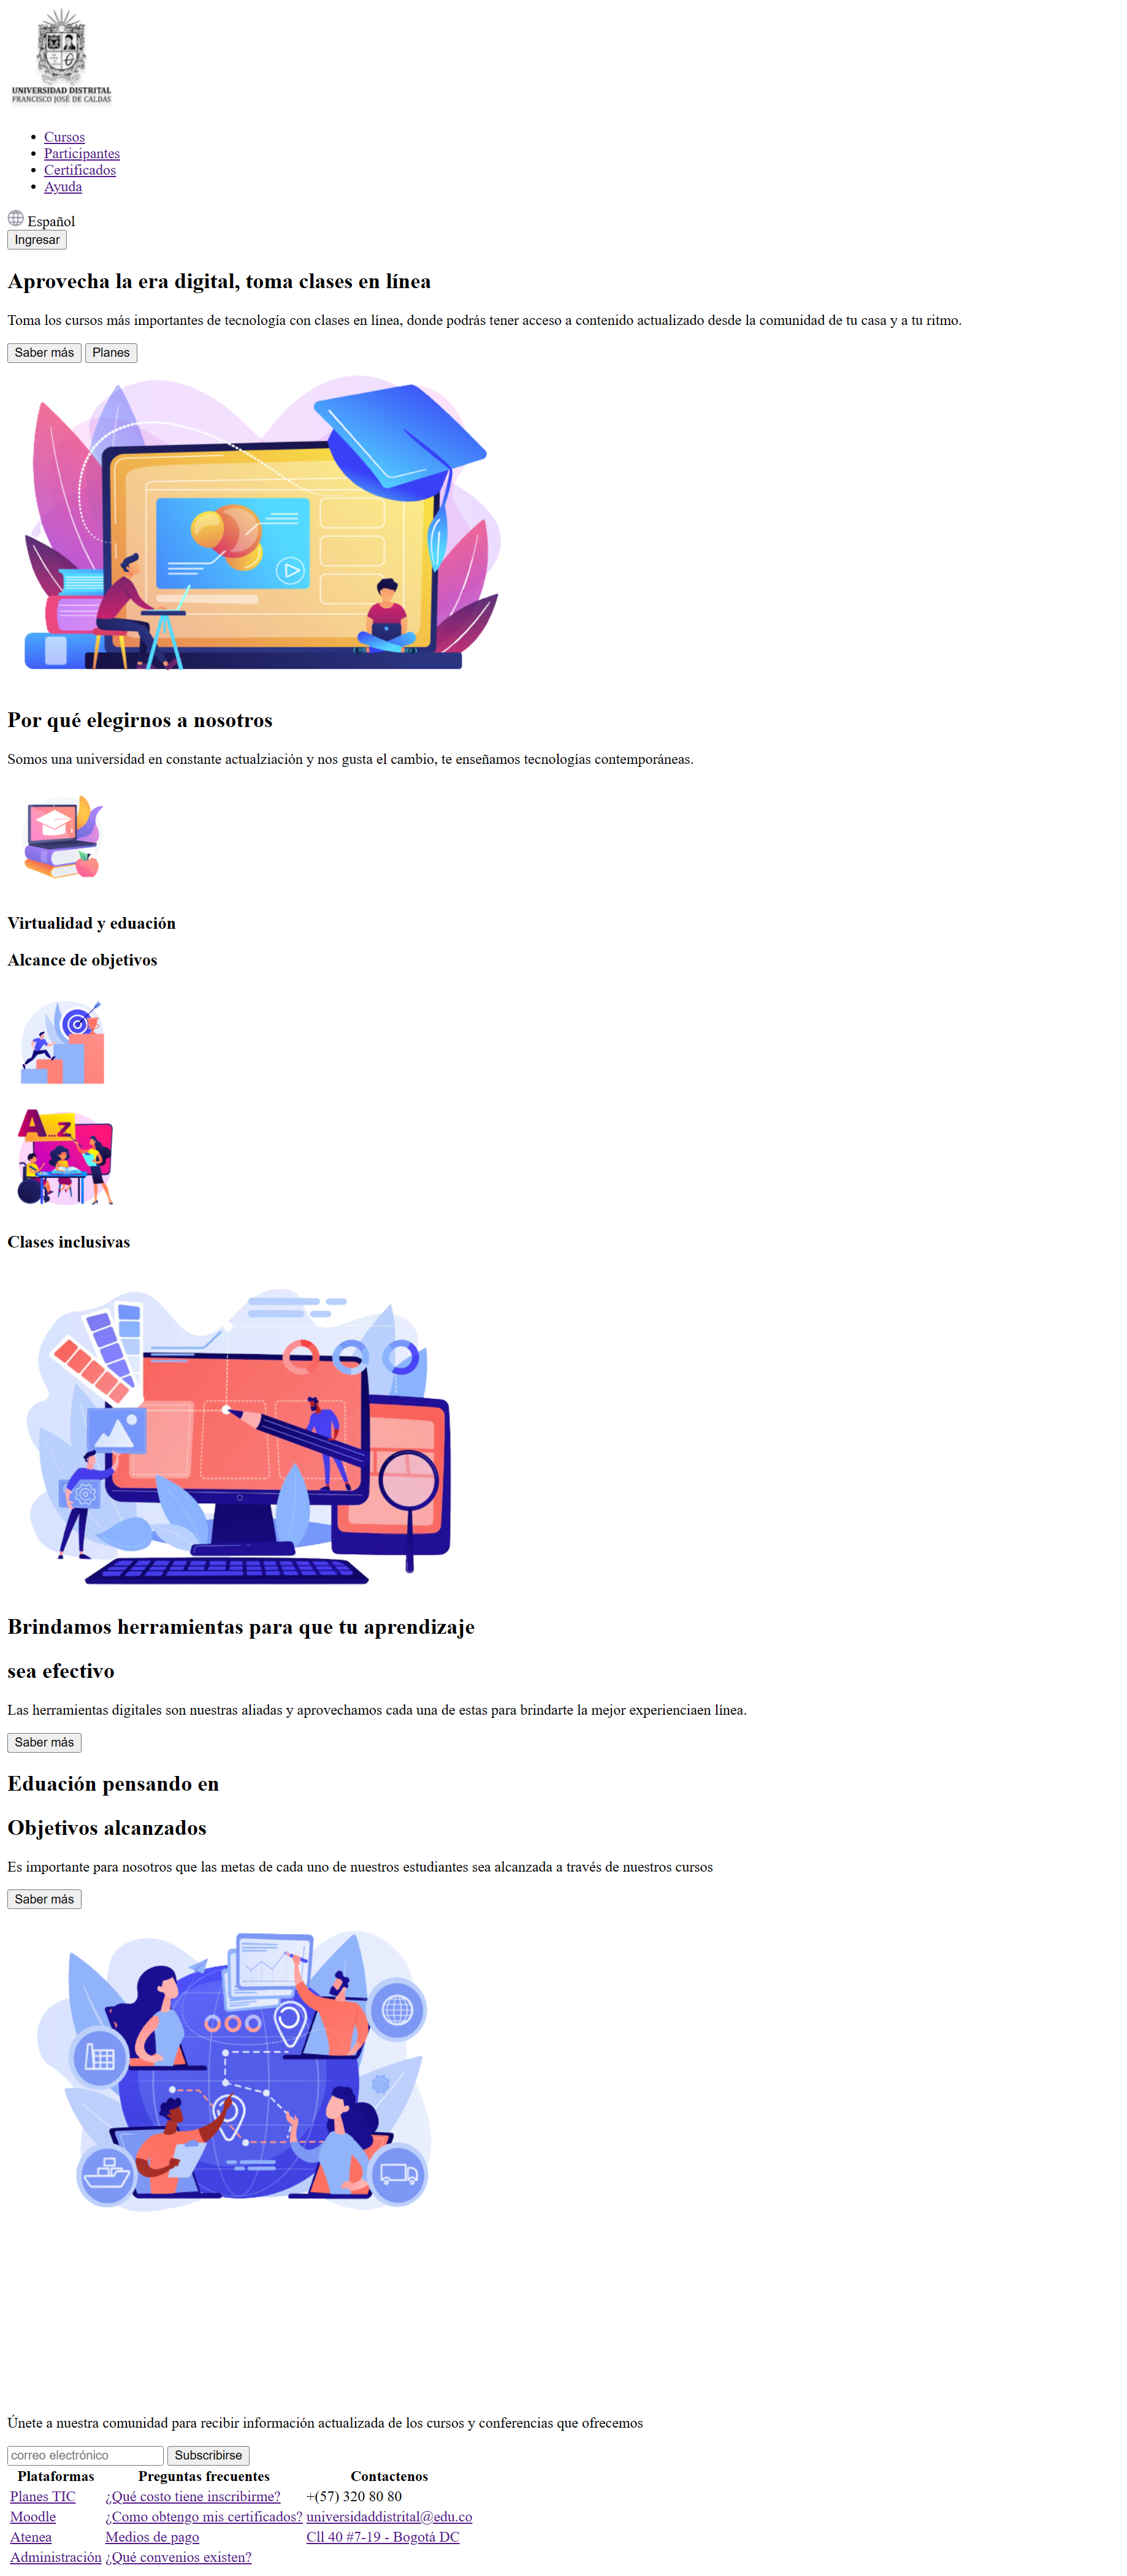 UNIVERSIDAD DISTRITAL
FRANCISCO JOSÉ DE CALDAS
Cursos
Participantes
Certificados
Ayuda
Español
Ingresar
Aprovecha la era digital, toma clases en línea
Toma los cursos más importantes de tecnología con clases en línea, donde podrás tener acceso a contenido actualizado desde la comunidad de tu casa y a tu ritmo.
Saber más Planes
Por qué elegirnos a nosotros
Somos una universidad en constante actualziación y nos gusta el cambio, te enseñamos tecnologías contemporáneas.
Virtualidad y eduación
Alcance de objetivos
A...Z
Clases inclusivas
Brindamos herramientas para que tu aprendizaje
sea efectivo
Las herramientas digitales son nuestras aliadas y aprovechamos cada una de estas para brindarte la mejor experienciaen línea.
Saber más
Eduación pensando en
Objetivos alcanzados
Es importante para nosotros que las metas de cada uno de nuestros estudiantes sea alcanzada a través de nuestros cursos
Saber más
Únete a nuestra comunidad para recibir información actualizada de los cursos y conferencias que ofrecemos
correo electrónico Subscribirse
Plataformas Preguntas frecuentes Contactenos
Planes TIC ¿Qué costo tiene inscribirme? +(57) 320 80 80
Moodle ¿Como obtengo mis certificados? universidaddistrital@edu.co
Atenea Medios de pago Cll 40 #7-19 - Bogotá DC
Administración ¿Qué convenios existen?